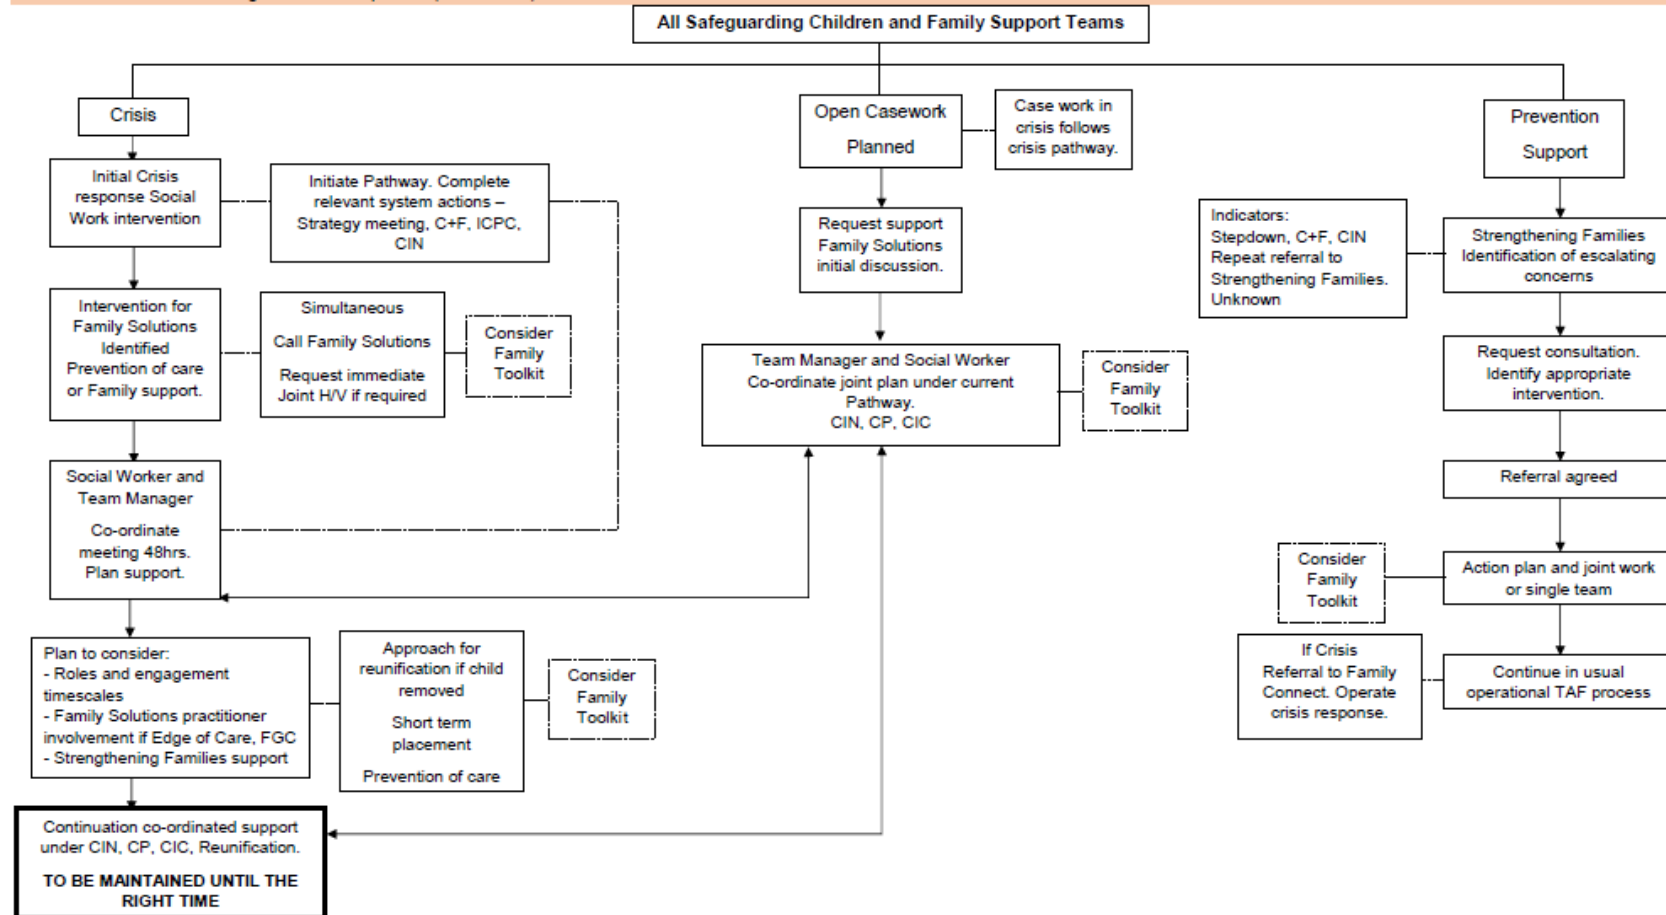 All Safeguarding Children and Family Support Teams
Crisis
Initial Crisis
response Social
Work intervention
Initiate Pathway. Complete
relevant system actions –
Strategy meeting, C+F, ICPC,
CIN
Intervention for
Family Solutions
Identified
Prevention of care
or Family support.
Simultaneous
Call Family Solutions
Request immediate
Joint H/V if required
Consider
Family
Toolkit
Social Worker and
Team Manager
Co-ordinate
meeting 48hrs.
Plan support.
Plan to consider:
- Roles and engagement
timescales
- Family Solutions practitioner
involvement if Edge of Care, FGC
- Strengthening Families support
Approach for
reunification if child
removed
Short term
placement
Prevention of care
Consider
Family
Toolkit
Continuation co-ordinated support
under CIN, CP, CIC, Reunification.
TO BE MAINTAINED UNTIL THE
RIGHT TIME
Open Casework
Planned
Case work in
crisis follows
crisis pathway.
Request support
Family Solutions
initial discussion.
Team Manager and Social Worker
Co-ordinate joint plan under current
Pathway.
CIN, CP, CIC
Consider
Family
Toolkit
Prevention
Support
Indicators:
Stepdown, C+F, CIN
Repeat referral to
Strengthening Families.
Unknown
Strengthening Families
Identification of escalating
concerns
Request consultation.
Identify appropriate
intervention.
Referral agreed
Consider
Family
Toolkit
Action plan and joint work
or single team
If Crisis
Referral to Family
Connect. Operate
crisis response.
Continue in usual
operational TAF process